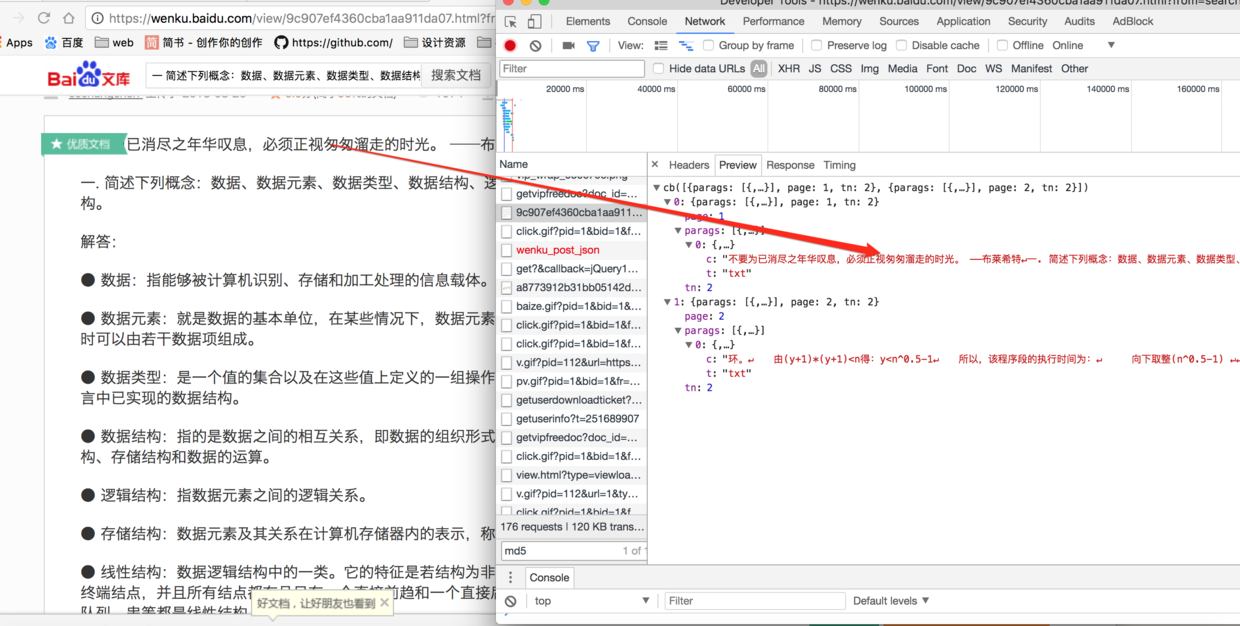 Developer Tools - https://wenku.baidu.com/view/9c907ef4360cba1aa911da07.html?from=search
https://wenku.baidu.com/view/9c907ef4360cba1aa911da07.html?fr
Apps 百度 web 简 简书 - 创作你的创作 https://github.com/ 设计资源
Bai du 文库 一 简述下列概念：数据、数据元素、数据类型、数据结构 搜索文档
优质文档
已消尽之年华叹息，必须正视匆匆溜走的时光。 ——布
一. 简述下列概念：数据、数据元素、数据类型、数据结构、逻
构。
解答：
● 数据：指能够被计算机识别、存储和加工处理的信息载体。
● 数据元素：就是数据的基本单位，在某些情况下，数据元素
时可以由若干数据项组成。
● 数据类型：是一个值的集合以及在这些值上定义的一组操作
言中已实现的数据结构。
● 数据结构：指的是数据之间的相互关系，即数据的组织形式
构、存储结构和数据的运算。
● 逻辑结构：指数据元素之间的逻辑关系。
● 存储结构：数据元素及其关系在计算机存储器内的表示，称
● 线性结构：数据逻辑结构中的一类。它的特征是若结构为非
终端结点，并且所有结点都有且只有一个直接前趋和一个直接后
队列、串等都是线性结构
好文档，让好朋友也看到 ×
Elements Console Network Performance Memory Sources Application Security Audits AdBlock
View: Group by frame Preserve log Disable cache Offline Online ▼
Filter Hide data URLs All XHR JS CSS Img Media Font Doc WS Manifest Other
20000 ms 40000 ms 60000 ms 80000 ms 100000 ms 120000 ms 140000 ms 160000 ms
Name
getvipfreedoc?doc_id=...
9c907ef4360cba1aa911...
click.gif?pid=1&bid=1&f...
wenku_post_json
get?&callback=jQuery1...
a8773912b31bb05142d...
baize.gif?pid=1&bid=1&...
click.gif?pid=1&bid=1&f...
click.gif?pid=1&bid=1&f...
v.gif?pid=112&url=https...
pv.gif?pid=1&bid=1&fr=...
getuserdownloadticket?...
getuserinfo?t=251689907
getvipfreedoc?doc_id=...
click.gif?pid=1&bid=1&f...
view.html?type=viewloa...
v.gif?pid=112&url=1&ty...
click.gif?pid=1&bid=1&f
176 requests | 120 KB trans...
md5 1 of 1
× Headers Preview Response Timing
▼cb([{parags: [{,…}], page: 1, tn: 2}, {parags: [{,…}], page: 2, tn: 2}])
▼0: {parags: [{,…}], page: 1, tn: 2}
page: 1
▼parags: [{,…}]
▼0: {,…}
c: "不要为已消尽之年华叹息，必须正视匆匆溜走的时光。 ——布莱希特↵一. 简述下列概念：数据、数据元素、数据类型、
t: "txt"
tn: 2
▼1: {parags: [{,…}], page: 2, tn: 2}
page: 2
▼parags: [{,…}]
▼0: {,…}
c: "环。↵ 由(y+1)*(y+1)<n得：y<n^0.5-1↵ 所以，该程序段的执行时间为：↵ 向下取整(n^0.5-1) ↵↵
t: "txt"
tn: 2
Console
top ▼ Filter Default levels ▼